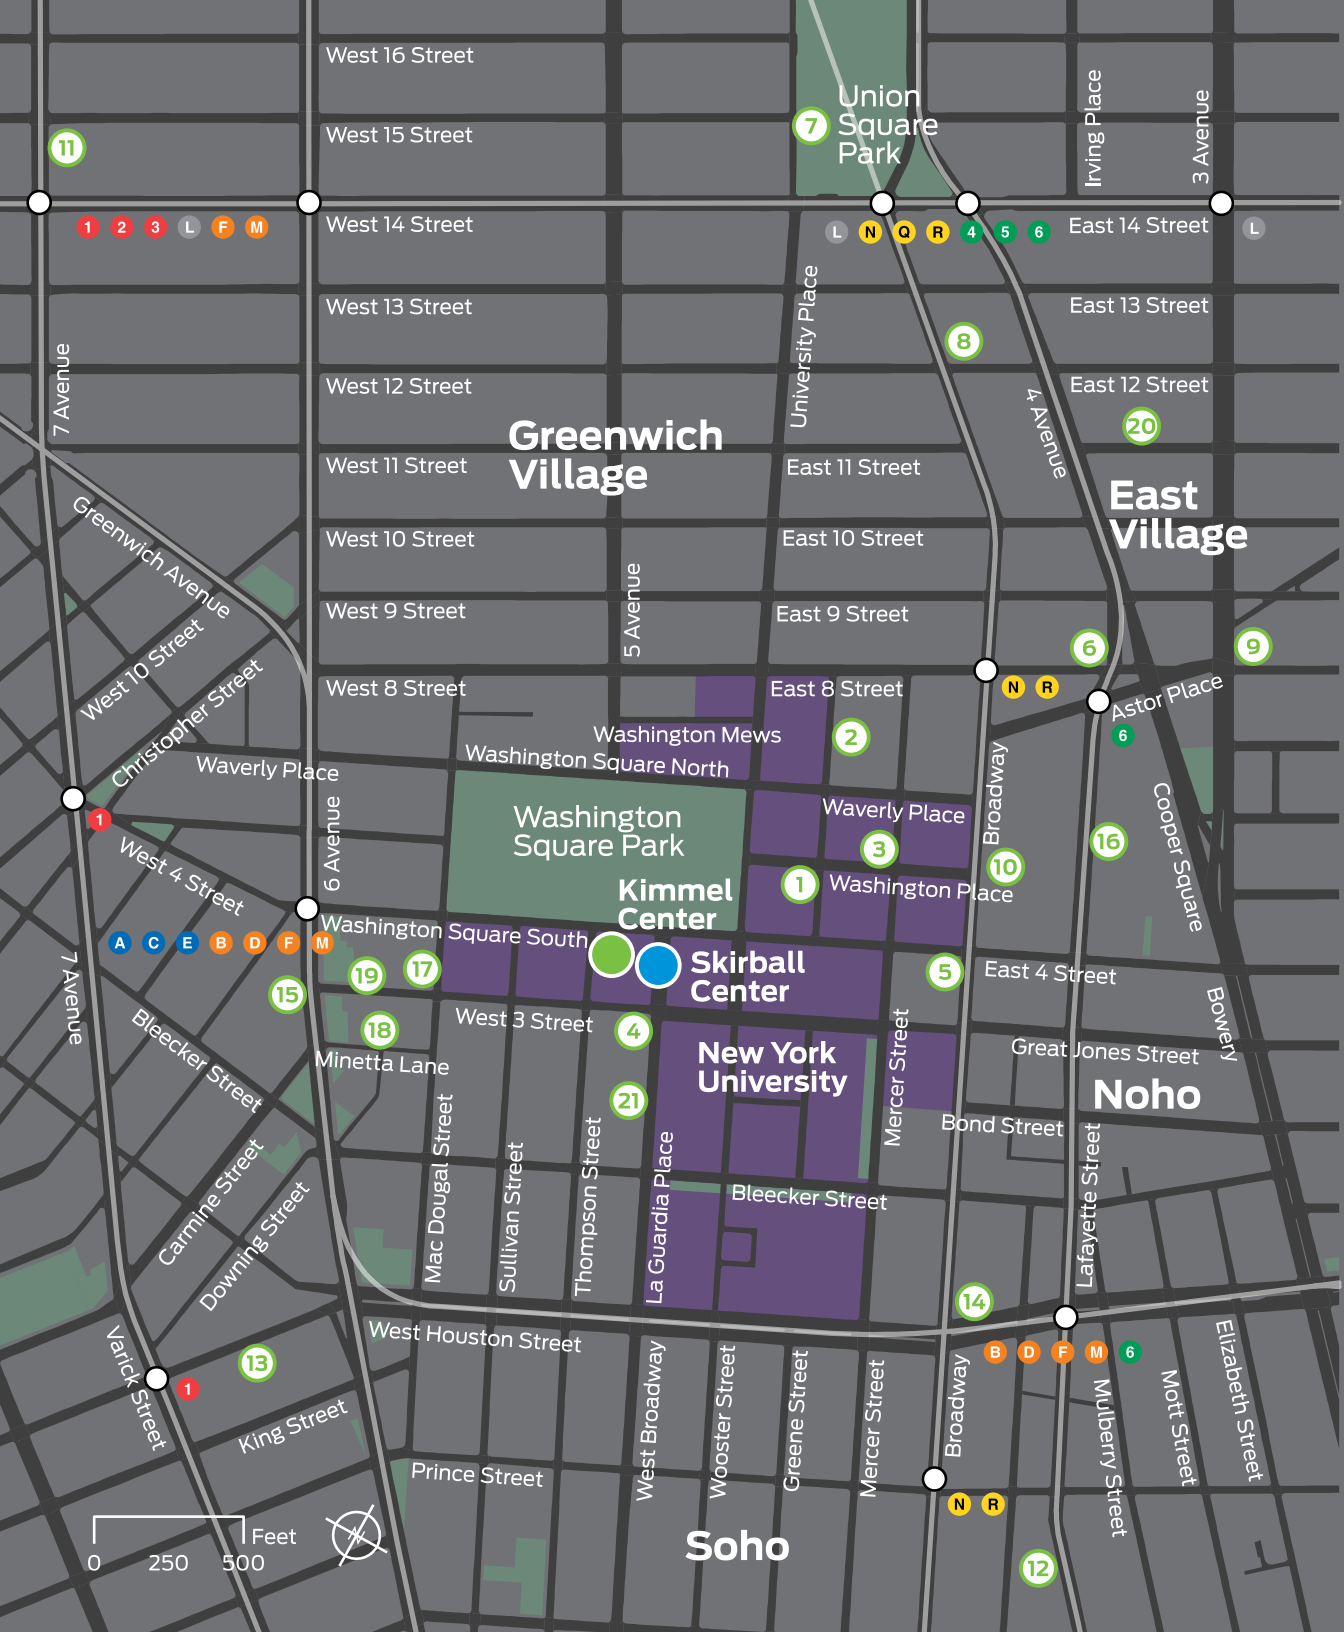 West 16 Street
Union
Square
Park
7
Irving Place
3 Avenue
11
West 15 Street
1 2 3 L F M
West 14 Street
L N Q R 4 5 6
East 14 Street
L
West 13 Street
University Place
East 13 Street
8
7 Avenue
West 12 Street
4 Avenue
East 12 Street
20
Greenwich
Village
West 11 Street
East 11 Street
East
Village
Greenwich Avenue
West 10 Street
East 10 Street
5 Avenue
West 9 Street
East 9 Street
West 10 Street
6
9
Christopher Street
West 8 Street
East 8 Street
N R
Astor Place
6
Washington Mews
2
Washington Square North
Waverly Place
Broadway
Cooper Square
1
6 Avenue
Washington
Square Park
Waverly Place
3
16
West 4 Street
10
1
Washington Place
Kimmel
Center
Washington Square South
A C E B D F M
Skirball
Center
19
17
5
East 4 Street
15
7 Avenue
Bowery
West 3 Street
4
18
Mercer Street
Bleecker Street
Minetta Lane
New York
University
Great Jones Street
Noho
21
Bond Street
Carmine Street
Downing Street
Mac Dougal Street
Sullivan Street
Thompson Street
La Guardia Place
Bleecker Street
Lafayette Street
14
West Houston Street
B D F M 6
Varick Street
13
1
King Street
West Broadway
Wooster Street
Greene Street
Mercer Street
Broadway
Mulberry Street
Mott Street
Elizabeth Street
Prince Street
N R
Soho
Feet
0 250 500
N
12